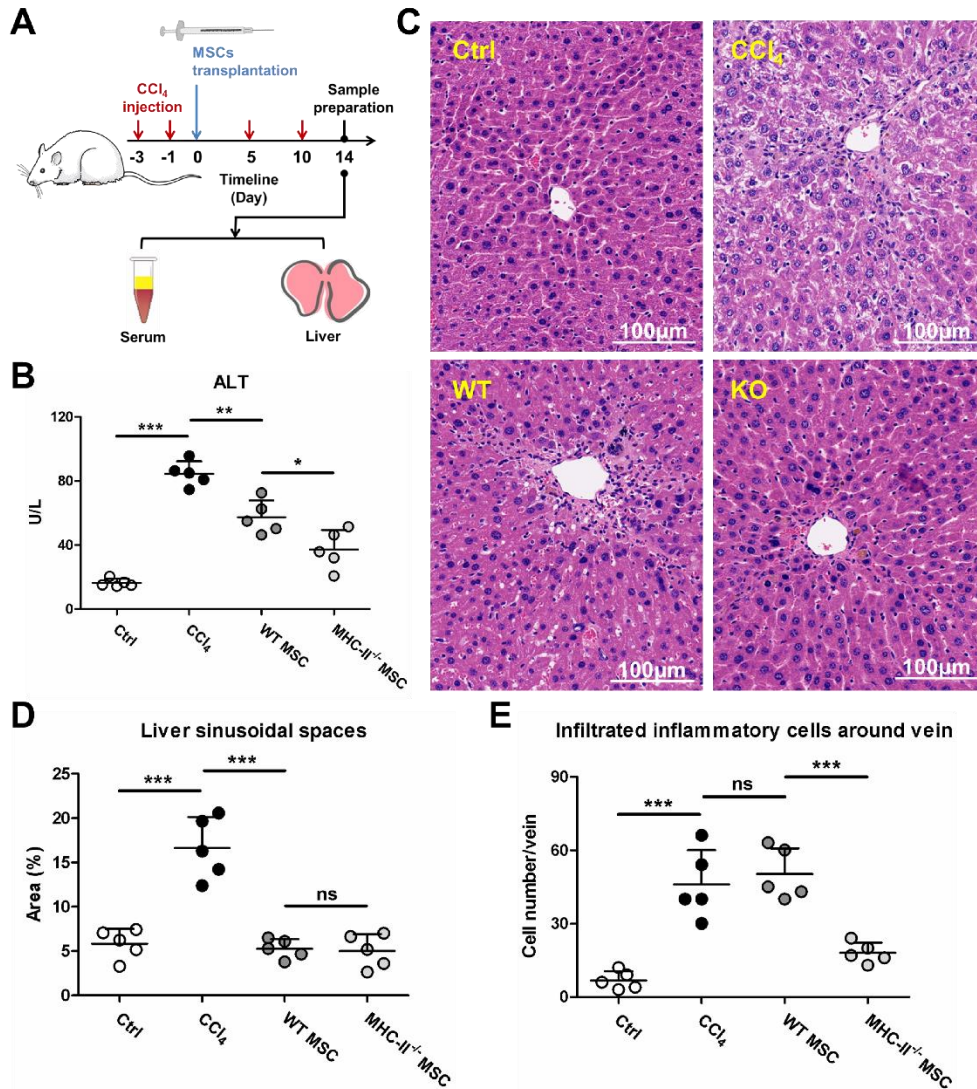 A
MSCs
transplantation
CCl₄
injection
Sample
preparation
-3 -1 0 5 10 14
Timeline
(Day)
Serum
Liver
B
ALT
U/L
120
80
40
0
***
**
*
Ctrl
CCl₄
WT MSC
MHC-II⁻/⁻ MSC
C
Ctrl
100μm
CCl₄
100μm
WT
100μm
KO
100μm
D
Liver sinusoidal spaces
Area (%)
25
20
15
10
5
0
***
***
ns
Ctrl
CCl₄
WT MSC
MHC-II⁻/⁻ MSC
E
Infiltrated inflammatory cells around vein
Cell number/vein
90
60
30
0
***
ns
***
Ctrl
CCl₄
WT MSC
MHC-II⁻/⁻ MSC